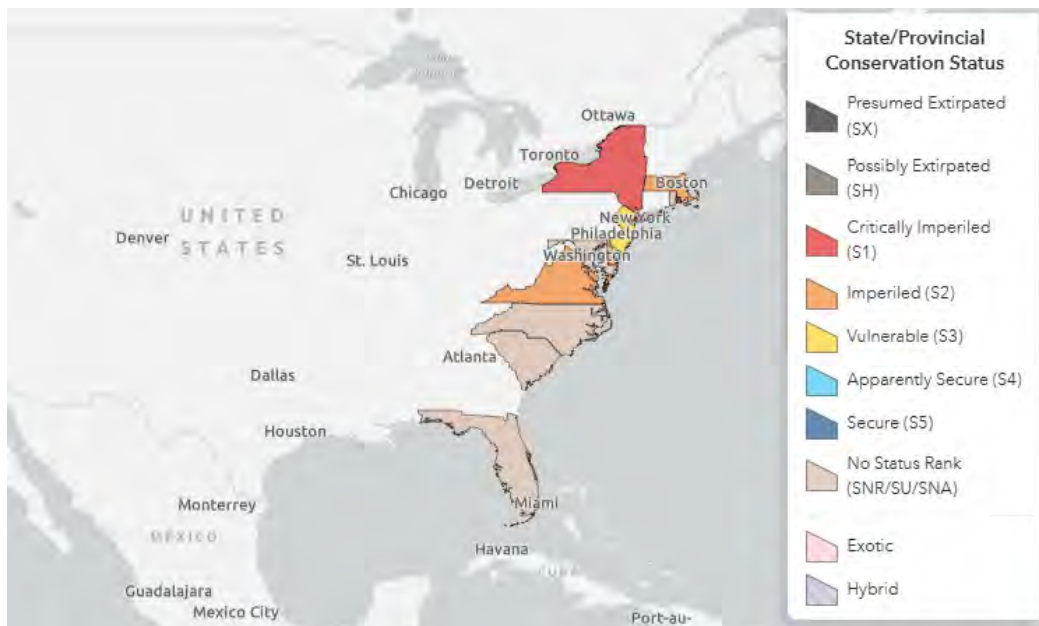 Ottawa
Toronto
Boston
Detroit
Chicago
New York
UNITED
STATES
Denver
Philadelphia
Washington
St. Louis
Atlanta
Dallas
Houston
Monterrey
Miami
MÉXICO
Havana
CUBA
Guadalajara
Mexico City
Port-au-
State/Provincial
Conservation Status
Presumed Extirpated
(SX)
Possibly Extirpated
(SH)
Critically Imperiled
(S1)
Imperiled (S2)
Vulnerable (S3)
Apparently Secure (S4)
Secure (S5)
No Status Rank
(SNR/SU/SNA)
Exotic
Hybrid